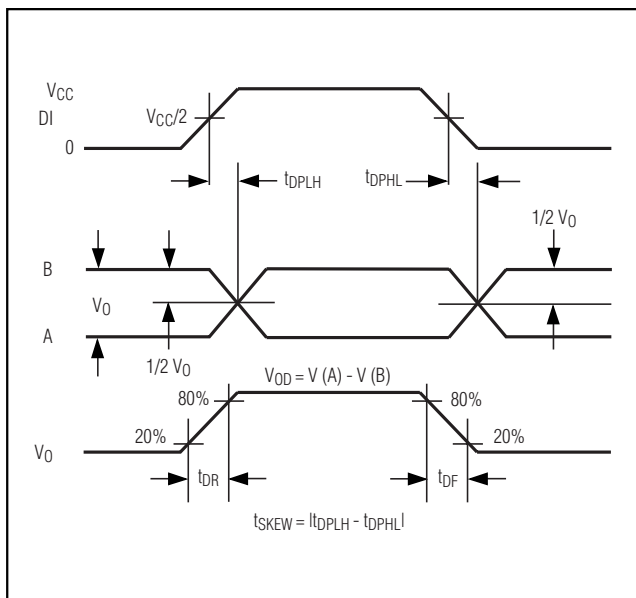 VCC
DI
VCC/2
0
tDPLH
tDPHL
1/2 VO
B
VO
A
1/2 VO
VOD = V (A) - V (B)
80%
80%
20%
20%
VO
tDR
tDF
tSKEW = |tDPLH - tDPHL|